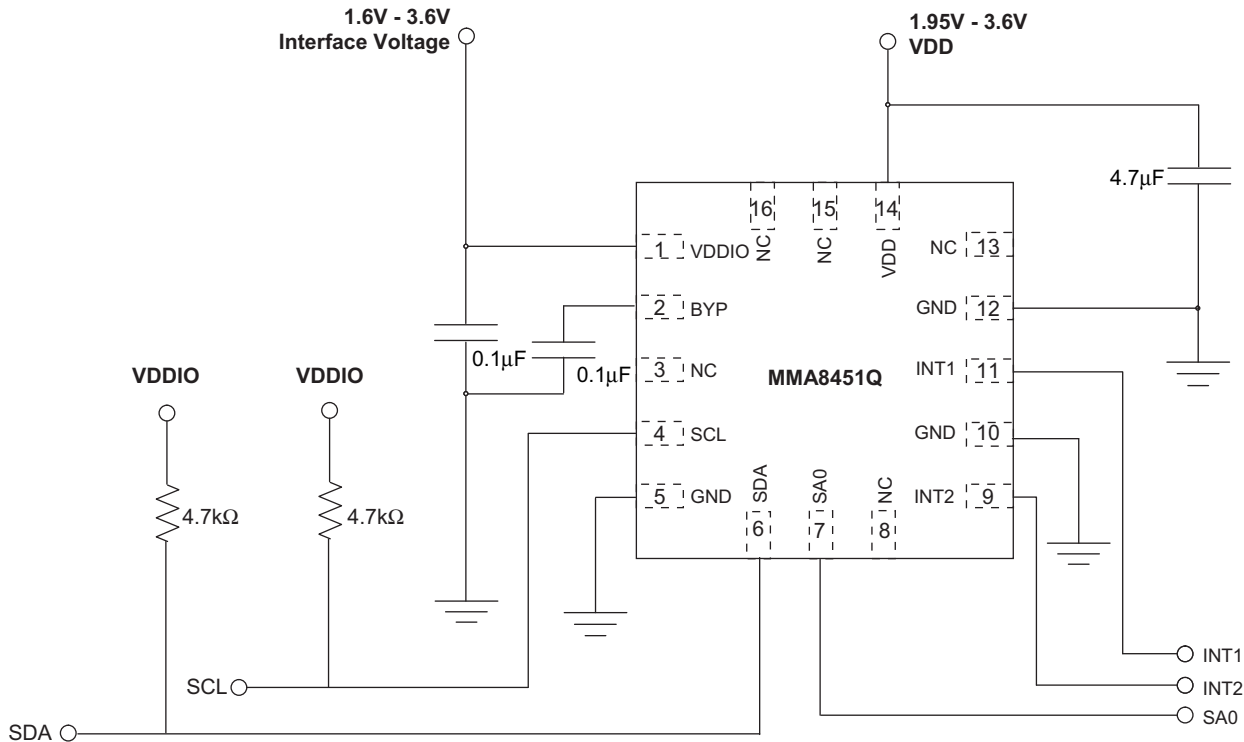 1.6V - 3.6V
Interface Voltage
1.95V - 3.6V
VDD
4.7μF
16
15
14
NC
NC
VDD
1
VDDIO
NC
13
2
BYP
GND
12
0.1μF
0.1μF
3
NC
MMA8451Q
INT1
11
VDDIO
VDDIO
4
SCL
GND
10
5
GND
SDA
SA0
NC
INT2
9
6
7
8
4.7kΩ
4.7kΩ
INT1
SCL
INT2
SA0
SDA